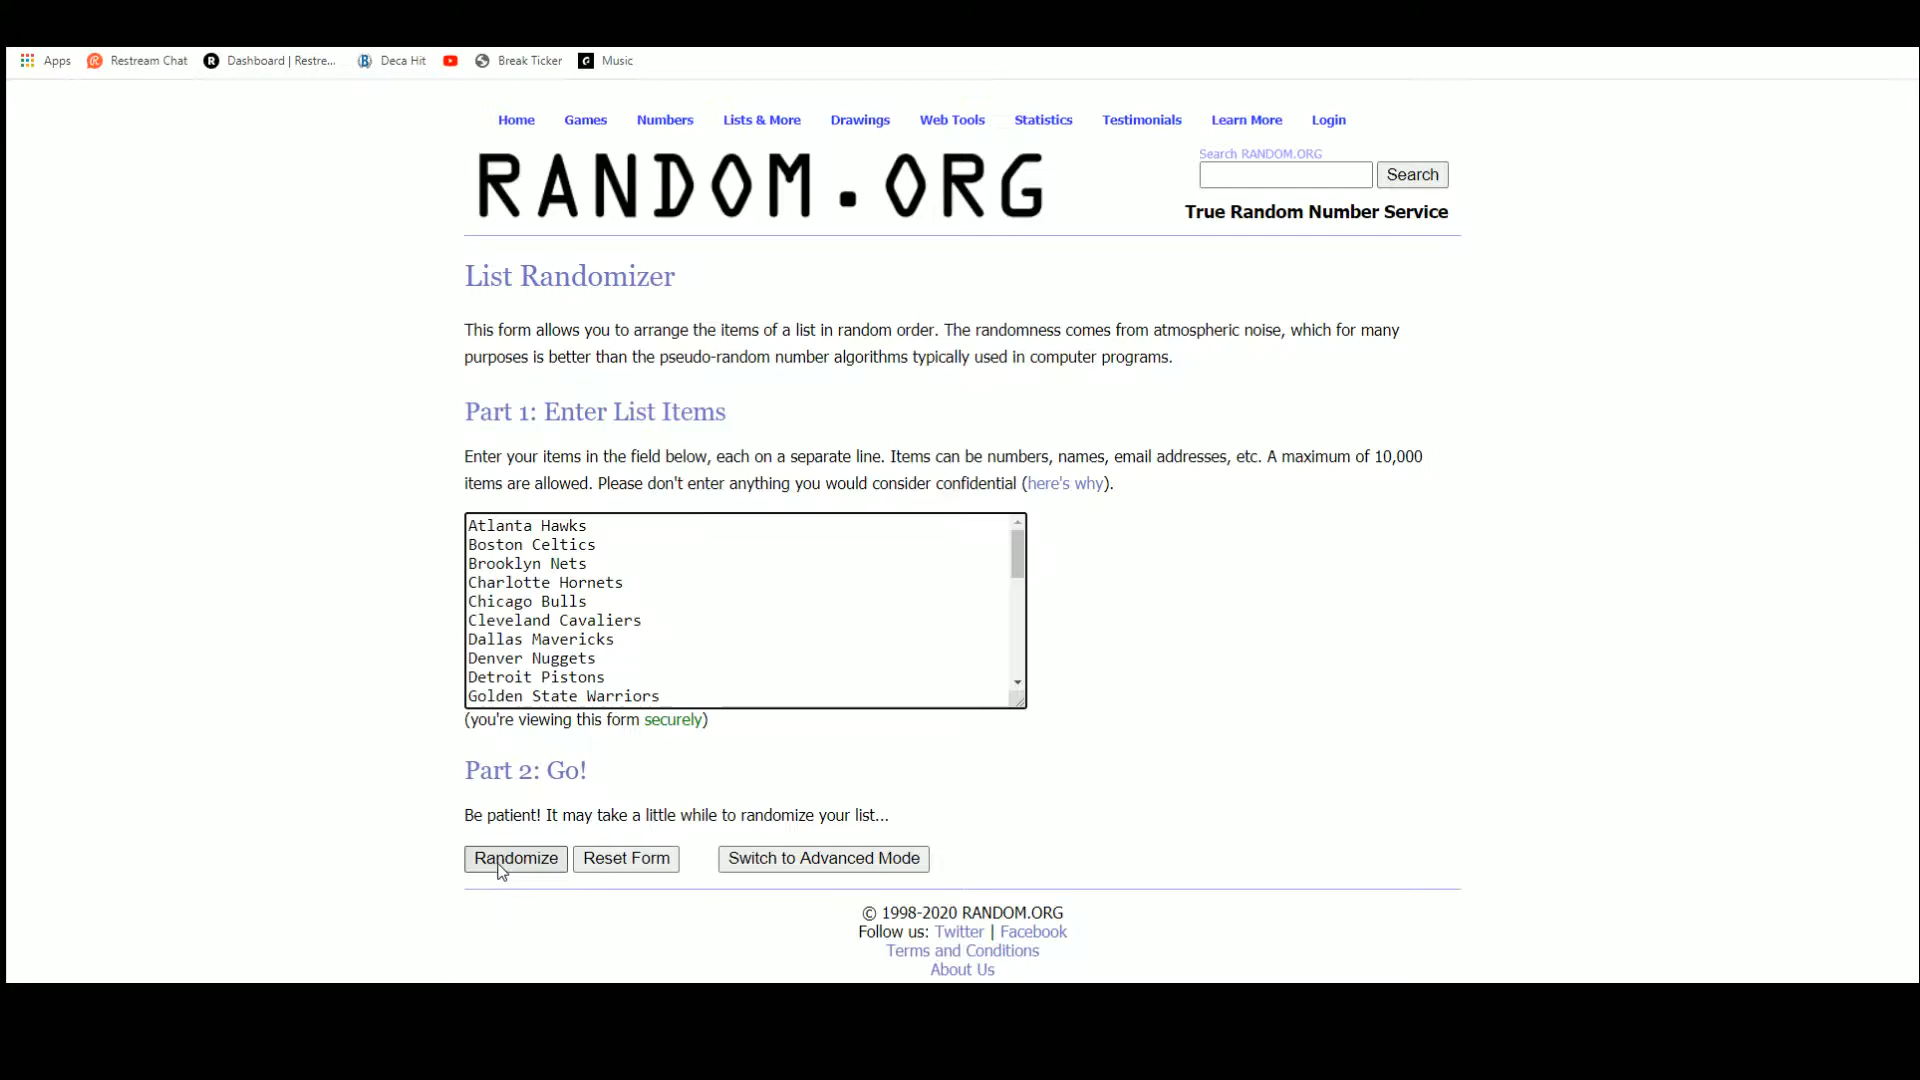 Apps Restream Chat Dashboard | Restre... Deca Hit Break Ticker Music
Home Games Numbers Lists & More Drawings Web Tools Statistics Testimonials Learn More Login
RANDOM.ORG
Search RANDOM.ORG
Search
True Random Number Service
List Randomizer
This form allows you to arrange the items of a list in random order. The randomness comes from atmospheric noise, which for many
purposes is better than the pseudo-random number algorithms typically used in computer programs.
Part 1: Enter List Items
Enter your items in the field below, each on a separate line. Items can be numbers, names, email addresses, etc. A maximum of 10,000
items are allowed. Please don't enter anything you would consider confidential (here's why).
Atlanta Hawks
Boston Celtics
Brooklyn Nets
Charlotte Hornets
Chicago Bulls
Cleveland Cavaliers
Dallas Mavericks
Denver Nuggets
Detroit Pistons
Golden State Warriors
(you're viewing this form securely)
Part 2: Go!
Be patient! It may take a little while to randomize your list...
Randomize Reset Form Switch to Advanced Mode
© 1998-2020 RANDOM.ORG
Follow us: Twitter | Facebook
Terms and Conditions
About Us